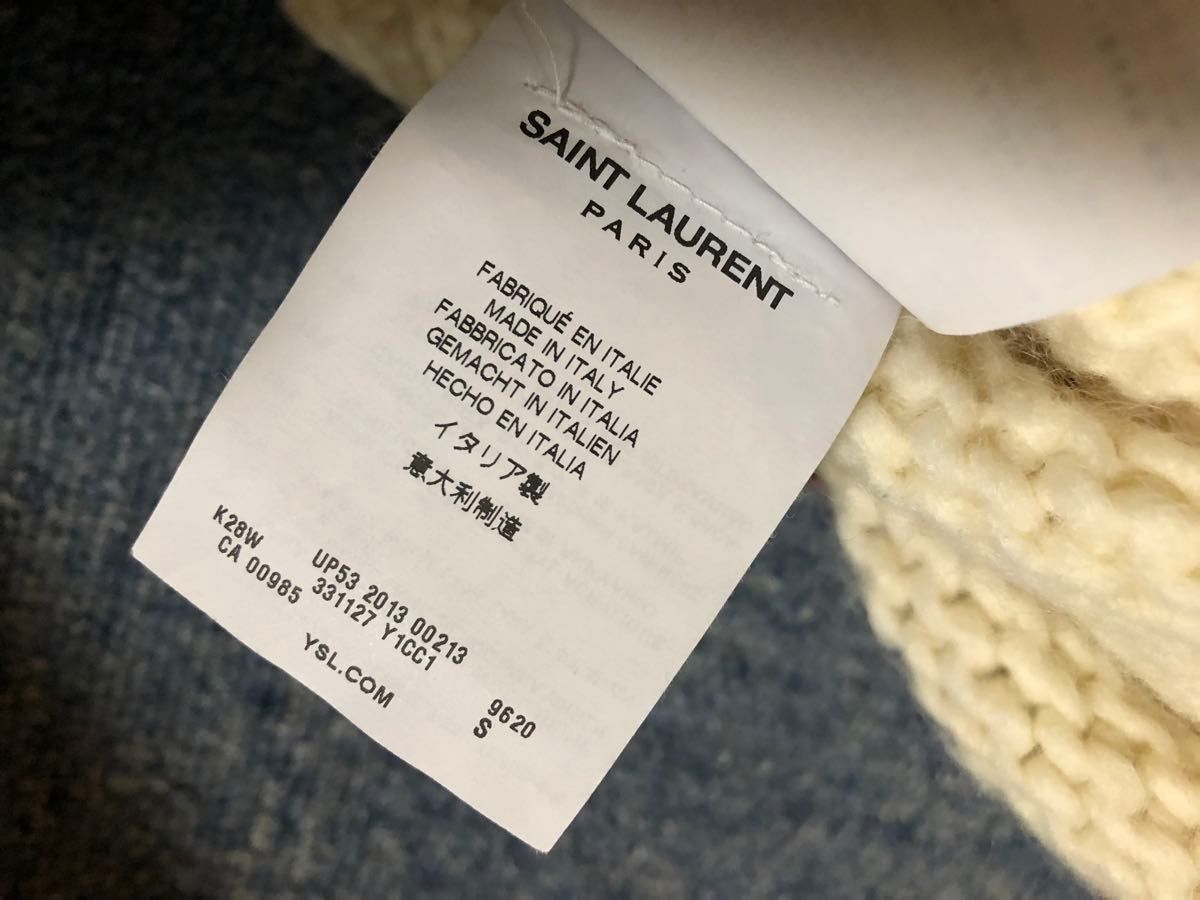 SAINT LAURENT
PARIS
FABRIQUÉ EN ITALIE
MADE IN ITALY
FABBRICATO IN ITALIA
GEMACHT IN ITALIEN
HECHO EN ITALIA
イタリア製
意大利制造
K28W UP53 2013 00213 9620
CA 00985 331127 Y1CC1 S
YSL.COM